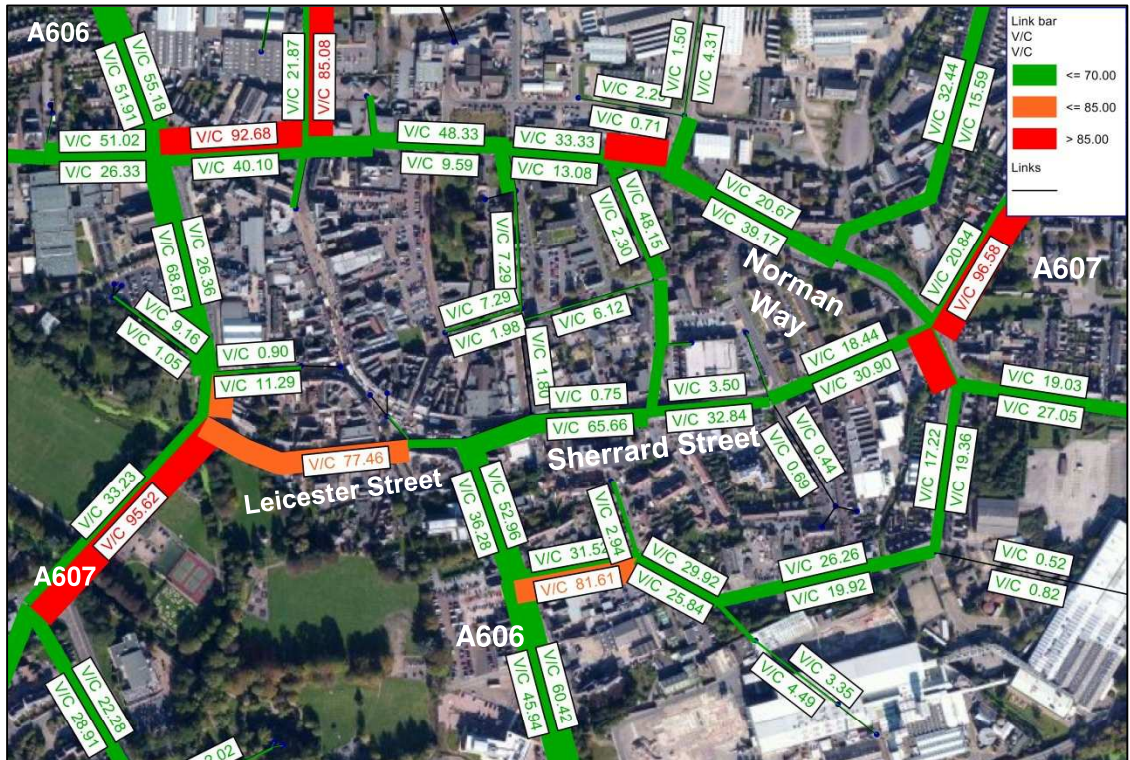 A606
V/C 51.91
V/C 55.18
V/C 21.87
V/C 85.08
V/C 1.50
V/C 4.31
V/C 32.44
V/C 15.59
Link bar
V/C
V/C
<= 70.00
<= 85.00
> 85.00
Links
V/C 51.02
V/C 26.33
V/C 92.68
V/C 40.10
V/C 48.33
V/C 9.59
V/C 33.33
V/C 13.08
V/C 0.71
V/C 20.67
V/C 39.17
V/C 2.30
V/C 48.15
V/C 68.67
V/C 26.36
V/C 7.29
V/C 20.84
V/C 96.58
A607
Norman
Way
V/C 9.16
V/C 1.05
V/C 7.29
V/C 1.98
V/C 6.12
V/C 0.90
V/C 11.29
V/C 1.80
V/C 18.44
V/C 30.90
V/C 0.75
V/C 65.66
V/C 3.50
V/C 32.84
V/C 19.03
V/C 27.05
V/C 77.46
Leicester Street
Sherrard Street
V/C 0.69
V/C 0.44
V/C 17.22
V/C 19.36
V/C 33.23
V/C 95.62
A607
V/C 36.28
V/C 52.96
V/C 2.94
V/C 31.52
V/C 81.61
V/C 29.92
V/C 25.84
V/C 26.26
V/C 19.92
V/C 0.52
V/C 0.82
A606
V/C 45.94
V/C 60.42
V/C 3.35
V/C 4.49
V/C 28.91
V/C 22.28
2.02